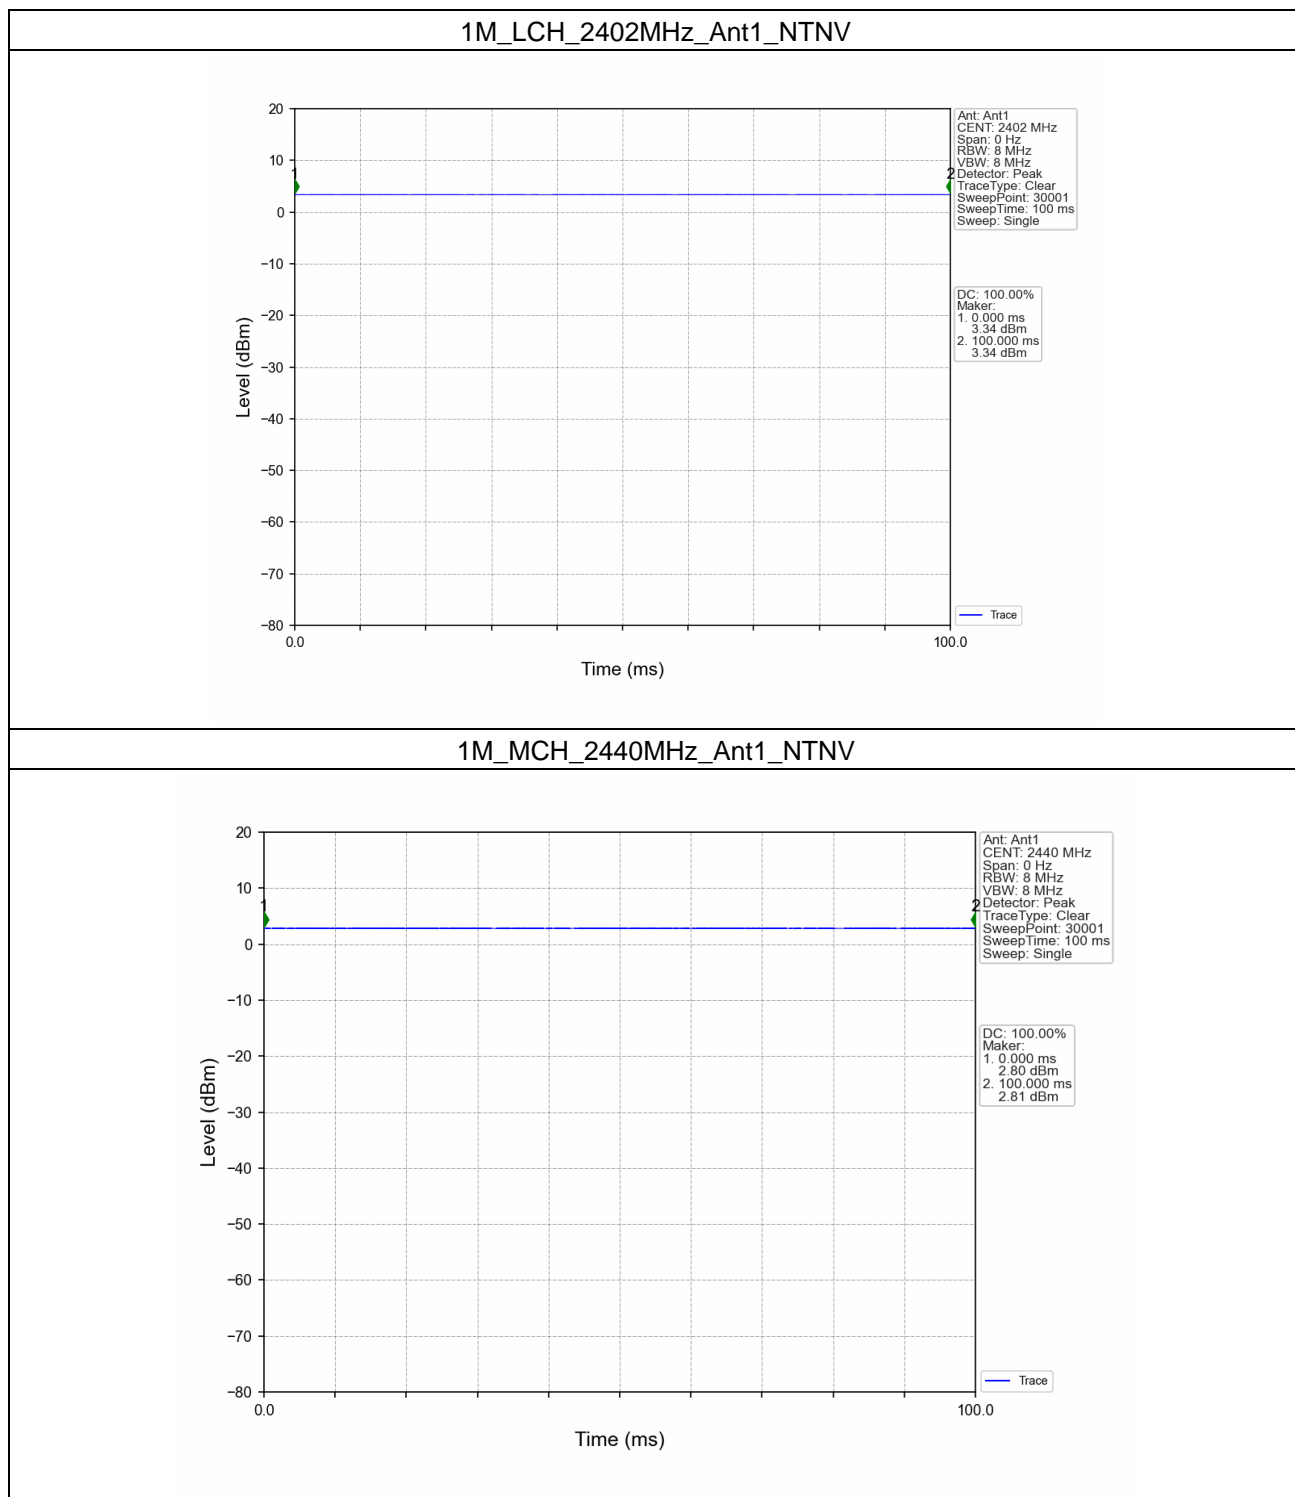 1M_LCH_2402MHz_Ant1_NTNV
20
10
0
−10
−20
−30
−40
−50
−60
−70
−80
Level (dBm)
1
2
0.0
100.0
Time (ms)
Ant: Ant1
CENT: 2402 MHz
Span: 0 Hz
RBW: 8 MHz
VBW: 8 MHz
Detector: Peak
TraceType: Clear
SweepPoint: 30001
SweepTime: 100 ms
Sweep: Single
DC: 100.00%
Maker:
1. 0.000 ms
3.34 dBm
2. 100.000 ms
3.34 dBm
Trace
1M_MCH_2440MHz_Ant1_NTNV
20
10
0
−10
−20
−30
−40
−50
−60
−70
−80
Level (dBm)
1
2
0.0
100.0
Time (ms)
Ant: Ant1
CENT: 2440 MHz
Span: 0 Hz
RBW: 8 MHz
VBW: 8 MHz
Detector: Peak
TraceType: Clear
SweepPoint: 30001
SweepTime: 100 ms
Sweep: Single
DC: 100.00%
Maker:
1. 0.000 ms
2.80 dBm
2. 100.000 ms
2.81 dBm
Trace